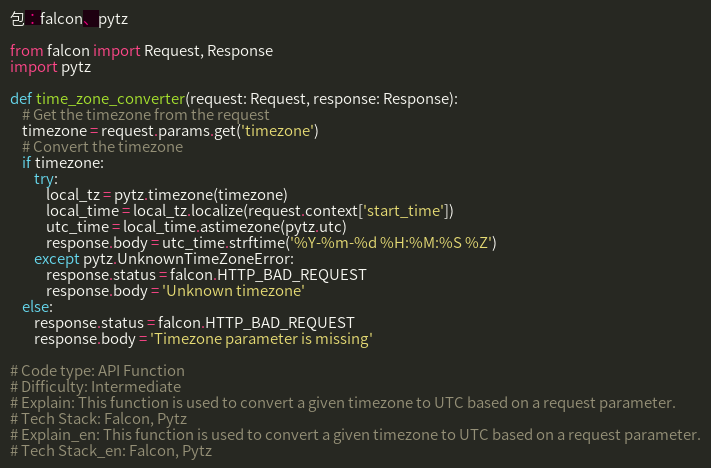 包：falcon、pytz

from falcon import Request, Response
import pytz

def time_zone_converter(request: Request, response: Response):
    # Get the timezone from the request
    timezone = request.params.get('timezone')
    # Convert the timezone
    if timezone:
        try:
            local_tz = pytz.timezone(timezone)
            local_time = local_tz.localize(request.context['start_time'])
            utc_time = local_time.astimezone(pytz.utc)
            response.body = utc_time.strftime('%Y-%m-%d %H:%M:%S %Z')
        except pytz.UnknownTimeZoneError:
            response.status = falcon.HTTP_BAD_REQUEST
            response.body = 'Unknown timezone'
    else:
        response.status = falcon.HTTP_BAD_REQUEST
        response.body = 'Timezone parameter is missing'

# Code type: API Function
# Difficulty: Intermediate
# Explain: This function is used to convert a given timezone to UTC based on a request parameter.
# Tech Stack: Falcon, Pytz
# Explain_en: This function is used to convert a given timezone to UTC based on a request parameter.
# Tech Stack_en: Falcon, Pytz